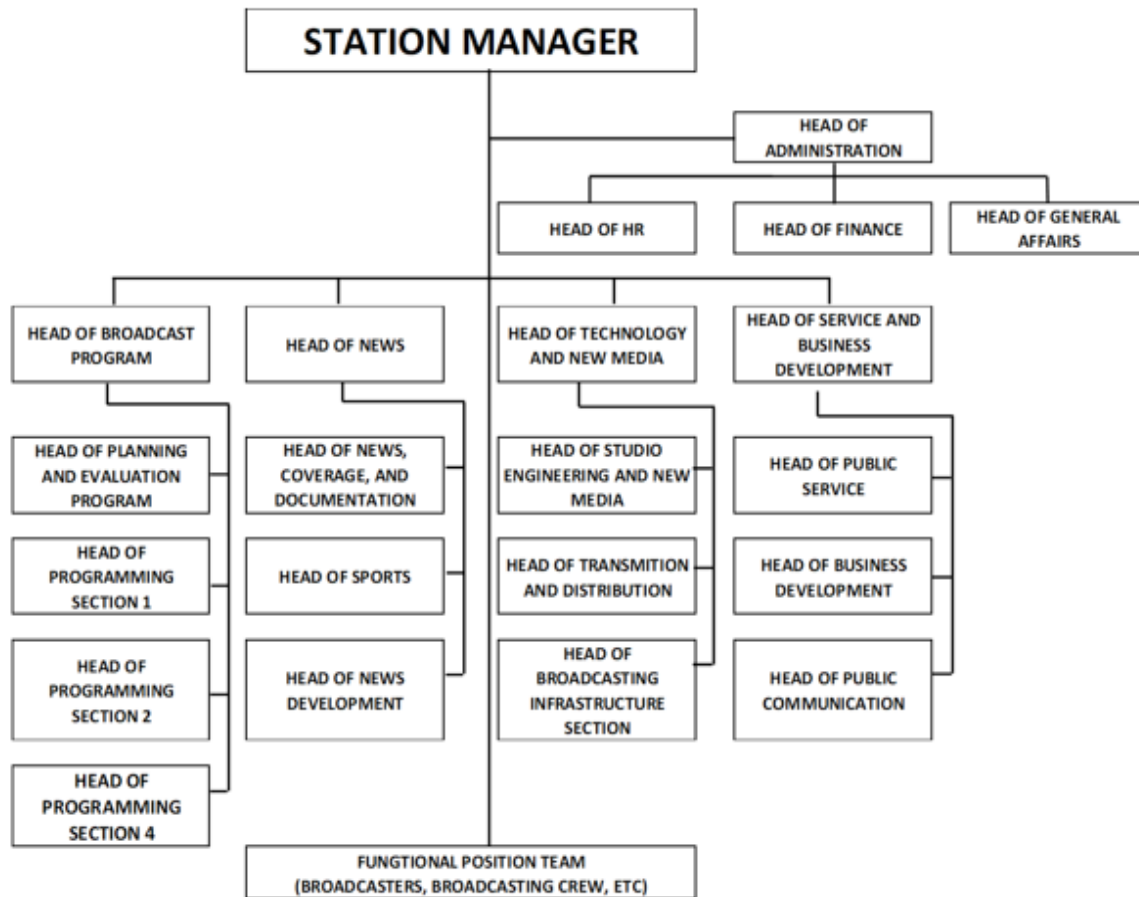 STATION MANAGER
HEAD OF
ADMINISTRATION
HEAD OF HR
HEAD OF FINANCE
HEAD OF GENERAL
AFFAIRS
HEAD OF BROADCAST
PROGRAM
HEAD OF NEWS
HEAD OF TECHNOLOGY
AND NEW MEDIA
HEAD OF SERVICE AND
BUSINESS
DEVELOPMENT
HEAD OF PLANNING
AND EVALUATION
PROGRAM
HEAD OF NEWS,
COVERAGE, AND
DOCUMENTATION
HEAD OF STUDIO
ENGINEERING AND NEW
MEDIA
HEAD OF PUBLIC
SERVICE
HEAD OF
PROGRAMMING
SECTION 1
HEAD OF SPORTS
HEAD OF TRANSMITION
AND DISTRIBUTION
HEAD OF BUSINESS
DEVELOPMENT
HEAD OF
PROGRAMMING
SECTION 2
HEAD OF NEWS
DEVELOPMENT
HEAD OF
BROADCASTING
INFRASTRUCTURE
SECTION
HEAD OF PUBLIC
COMMUNICATION
HEAD OF
PROGRAMMING
SECTION 4
FUNGTIONAL POSITION TEAM
(BROADCASTERS, BROADCASTING CREW, ETC)